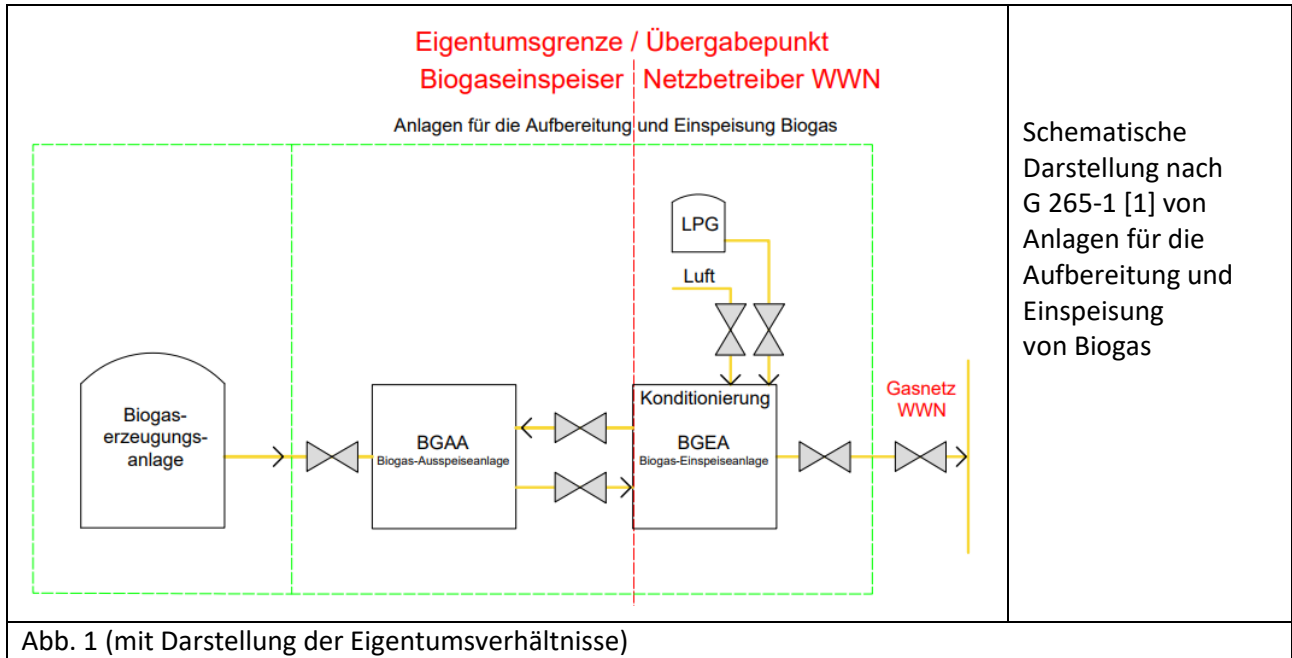 Eigentumsgrenze / Übergabepunkt
Biogaseinspeiser Netzbetreiber WWN
Anlagen für die Aufbereitung und Einspeisung Biogas
LPG
Luft
Konditionierung
Biogas-
erzeugungs-
anlage
BGAA
Biogas-Ausspeiseanlage
BGEA
Biogas-Einspeiseanlage
Gasnetz
WWN
Schematische
Darstellung nach
G 265-1 [1] von
Anlagen für die
Aufbereitung und
Einspeisung
von Biogas
Abb. 1 (mit Darstellung der Eigentumsverhältnisse)